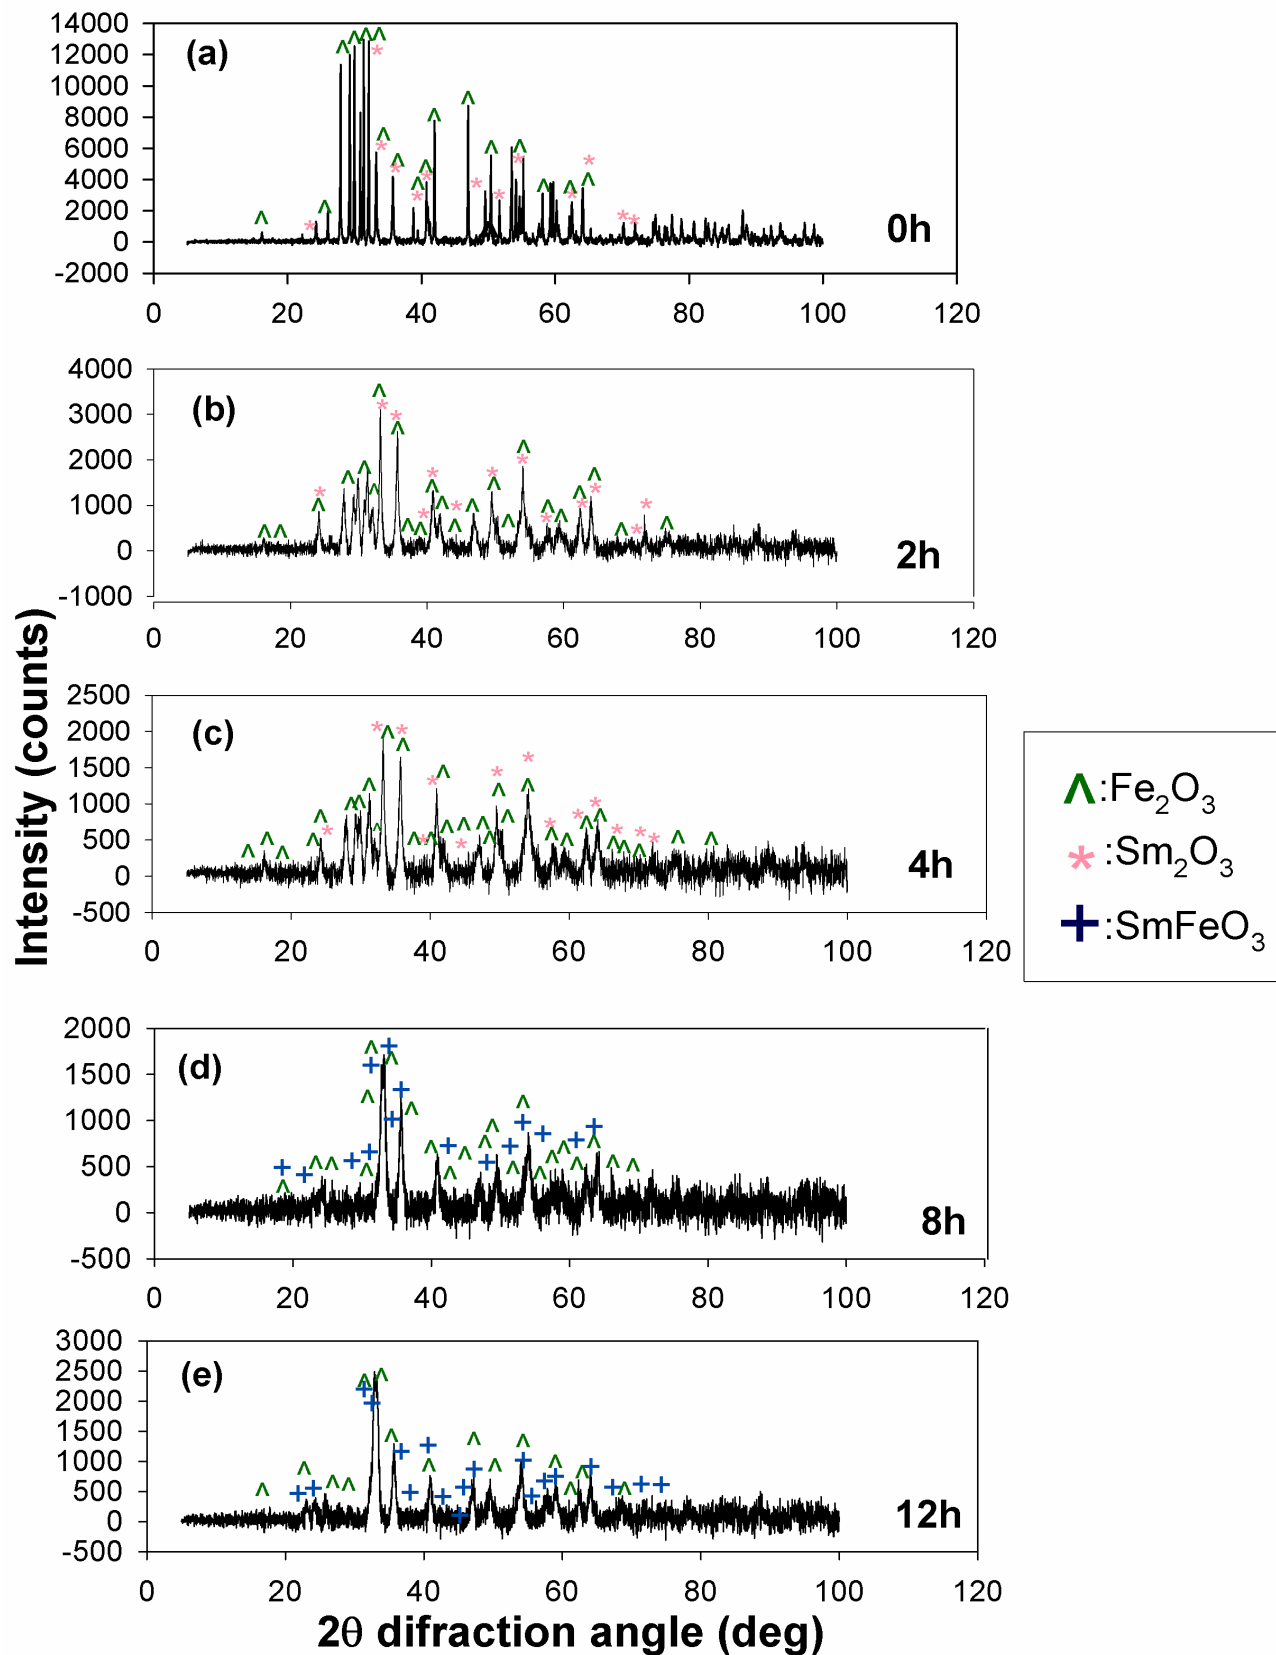 14000
(a)
12000
10000
8000
6000
4000
2000
0
0h
-2000
0 20 40 60 80 100 120
4000
(b)
3000
2000
1000
0
2h
-1000
0 20 40 60 80 100 120
2500
(c)
2000
1500
1000
500
0
4h
-500
0 20 40 60 80 100 120
2000
(d)
1500
1000
500
0
8h
-500
0 20 40 60 80 100 120
3000
(e)
2500
2000
1500
1000
500
0
12h
-500
0 20 40 60 80 100 120
2θ difraction angle (deg)
Intensity (counts)
:Fe₂O₃
:Sm₂O₃
:SmFeO₃